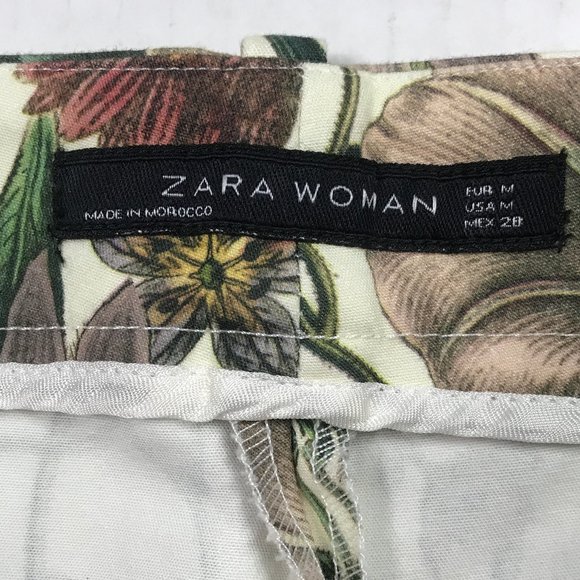 ZARA WOMAN
MADE IN MOROCCO
EUR M
USA M
MEX 28